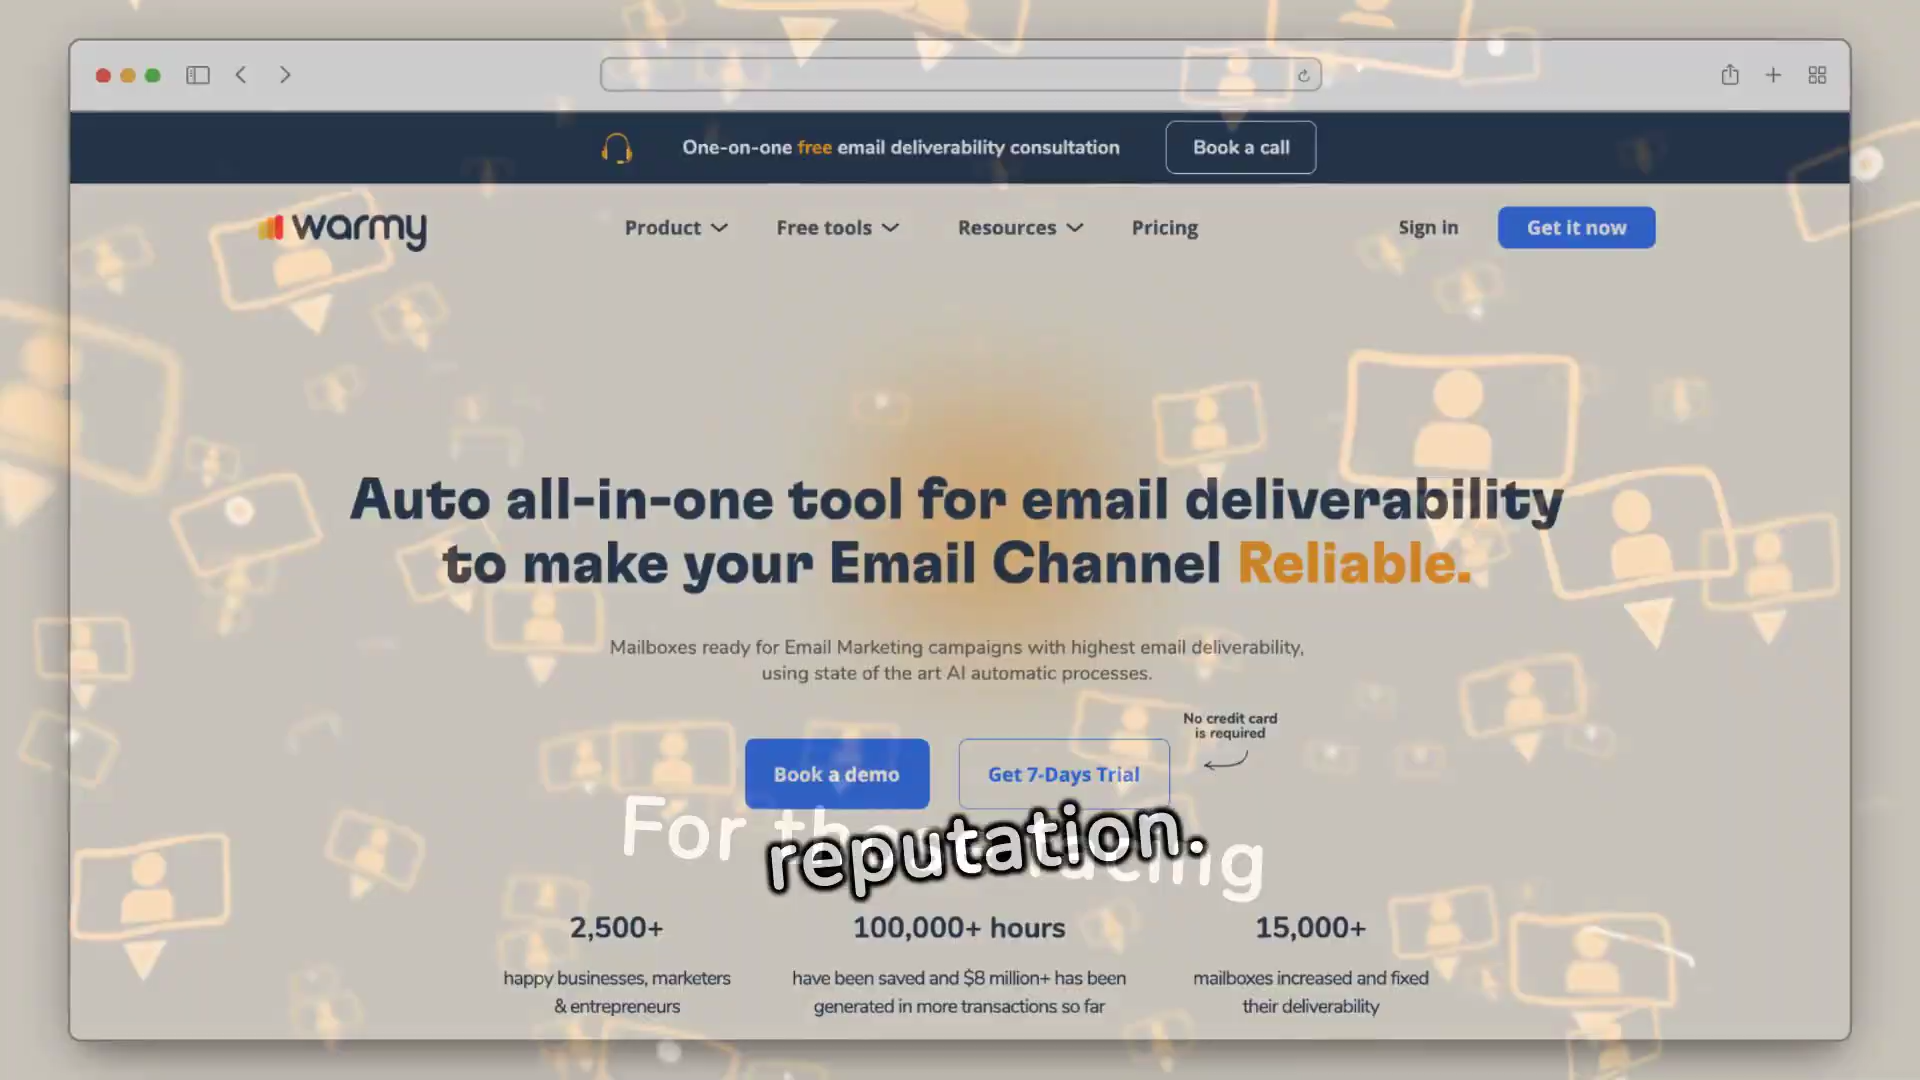 One-on-one free email deliverability consultation
Book a call
warmy
Product
Free tools
Resources
Pricing
Sign in
Get it now
Auto all-in-one tool for email deliverability
to make your Email Channel Reliable.
Mailboxes ready for Email Marketing campaigns with highest email deliverability,
using state of the art AI automatic processes.
No credit card
is required
Book a demo
Get 7-Days Trial
For
reputation.
2,500+
happy businesses, marketers
& entrepreneurs
100,000+ hours
have been saved and $8 million+ has been
generated in more transactions so far
15,000+
mailboxes increased and fixed
their deliverability